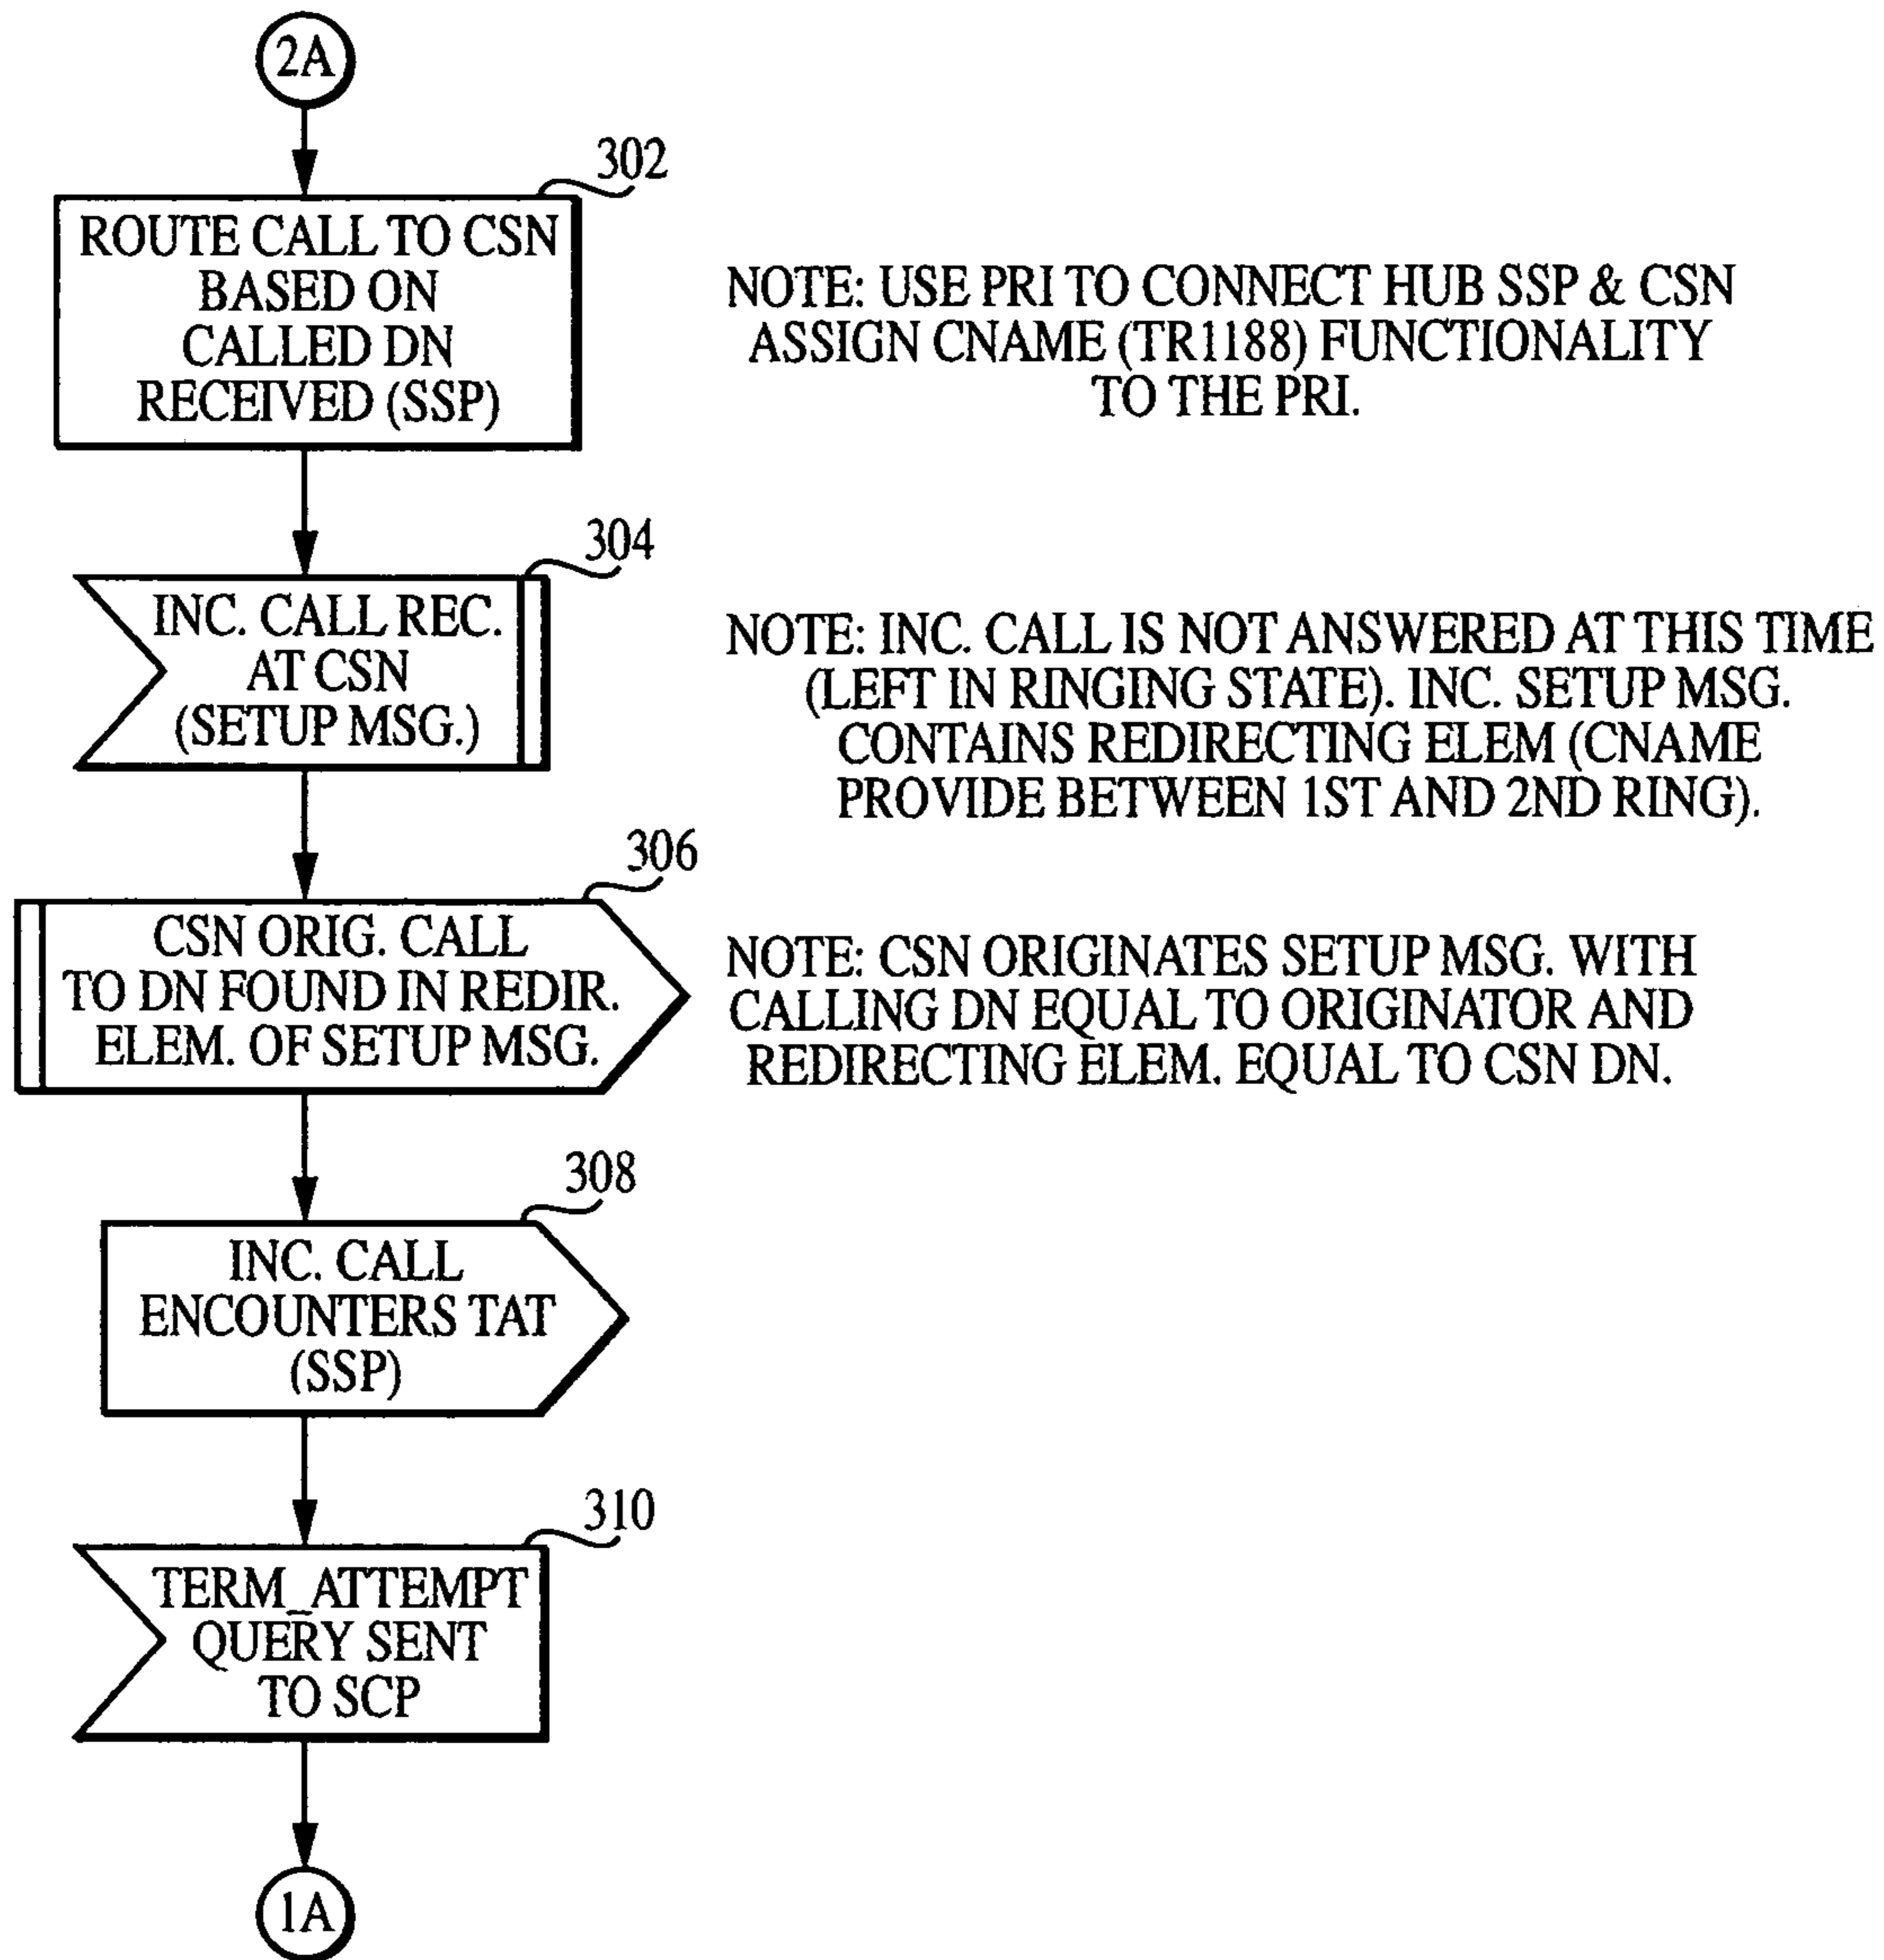 2A
302
ROUTE CALL TO CSN
BASED ON
CALLED DN
RECEIVED (SSP)
NOTE: USE PRI TO CONNECT HUB SSP & CSN
ASSIGN CNAME (TR1188) FUNCTIONALITY
TO THE PRI.
304
INC. CALL REC.
AT CSN
(SETUP MSG.)
NOTE: INC. CALL IS NOT ANSWERED AT THIS TIME
(LEFT IN RINGING STATE). INC. SETUP MSG.
CONTAINS REDIRECTING ELEM (CNAME
PROVIDE BETWEEN 1ST AND 2ND RING).
306
CSN ORIG. CALL
TO DN FOUND IN REDIR.
ELEM. OF SETUP MSG.
NOTE: CSN ORIGINATES SETUP MSG. WITH
CALLING DN EQUAL TO ORIGINATOR AND
REDIRECTING ELEM. EQUAL TO CSN DN.
308
INC. CALL
ENCOUNTERS TAT
(SSP)
310
TERM_ATTEMPT
QUERY SENT
TO SCP
1A